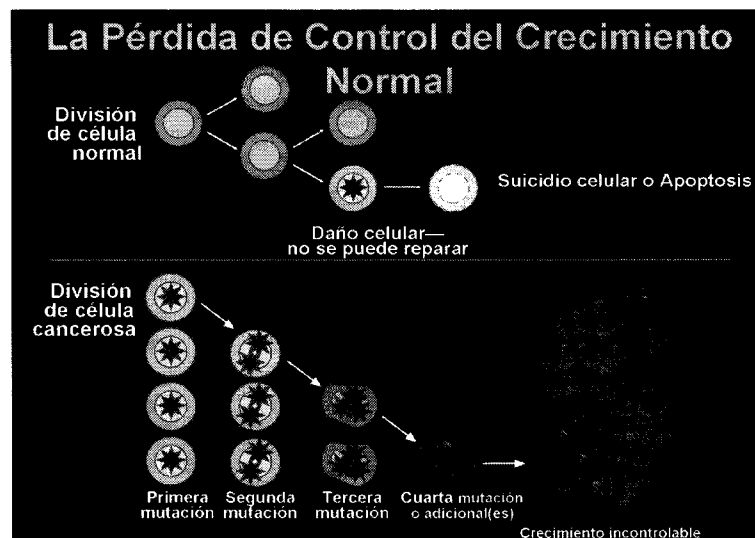 La Pérdida de Control del Crecimiento
Normal
División
de célula
normal
Suicidio celular o Apoptosis
Daño celular—
no se puede reparar
División
de célula
cancerosa
Primera
mutación
Segunda
mutación
Tercera
mutación
Cuarta mutación
o adicional(es)
Crecimiento incontrolable